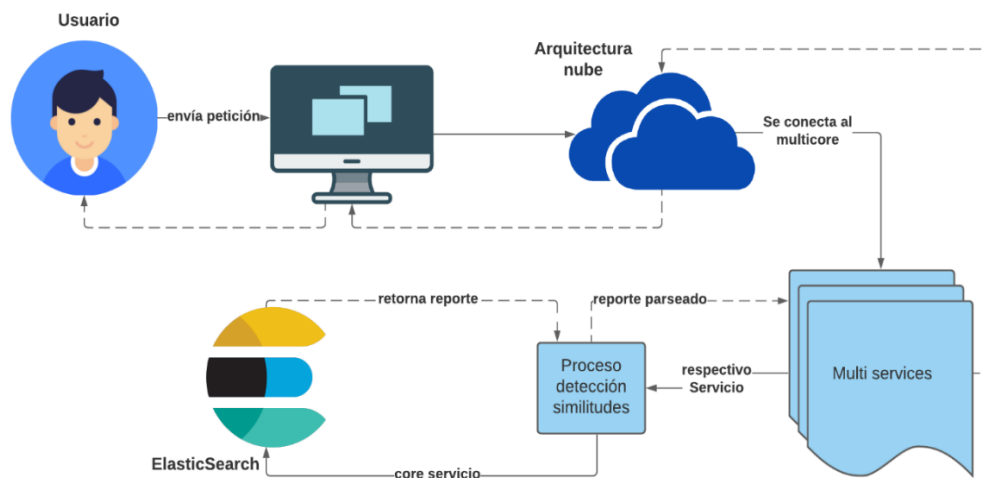 Usuario
envía petición
Arquitectura
nube
Se conecta al
multicore
retorna reporte
reporte parseado
Proceso
detección
similitudes
respectivo
Servicio
Multi services
ElasticSearch
core servicio